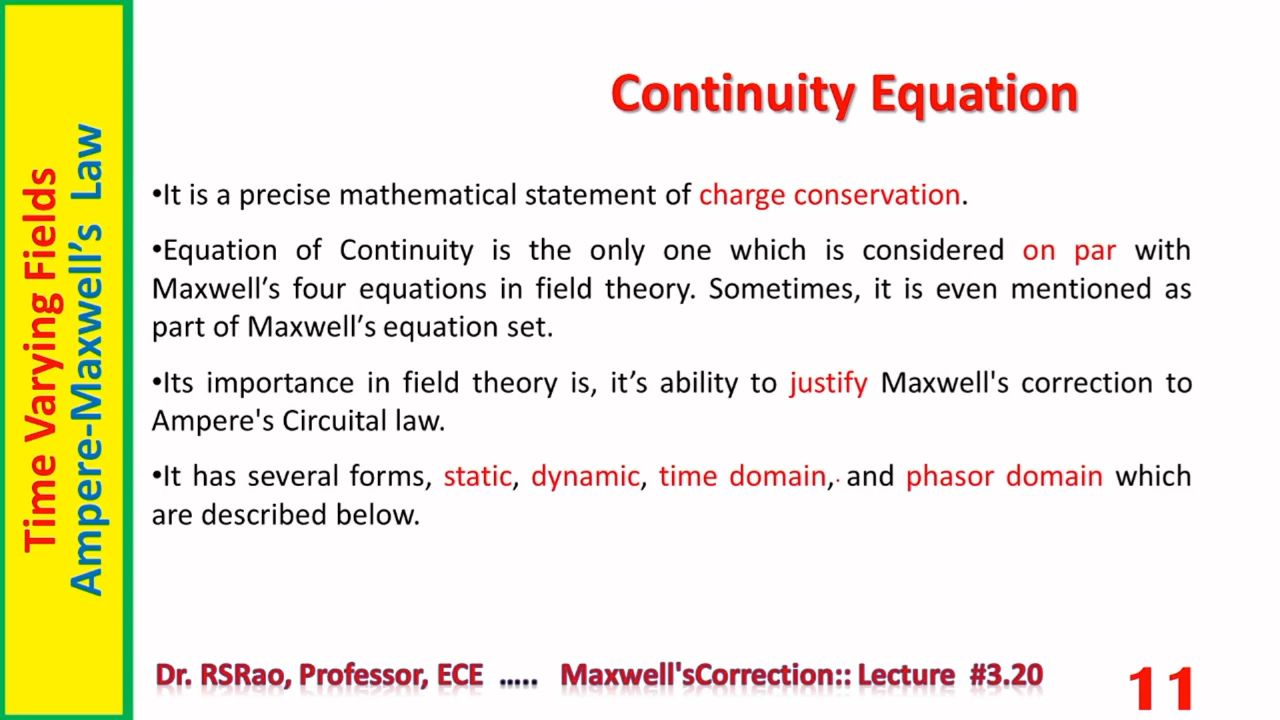 Time Varying Fields
Ampere-Maxwell’s Law
Continuity Equation
•It is a precise mathematical statement of charge conservation.
•Equation of Continuity is the only one which is considered on par with
Maxwell’s four equations in field theory. Sometimes, it is even mentioned as
part of Maxwell’s equation set.
•Its importance in field theory is, it’s ability to justify Maxwell's correction to
Ampere's Circuital law.
•It has several forms, static, dynamic, time domain, and phasor domain which
are described below.
Dr. RSRao, Professor, ECE ..... Maxwell'sCorrection:: Lecture #3.20
11